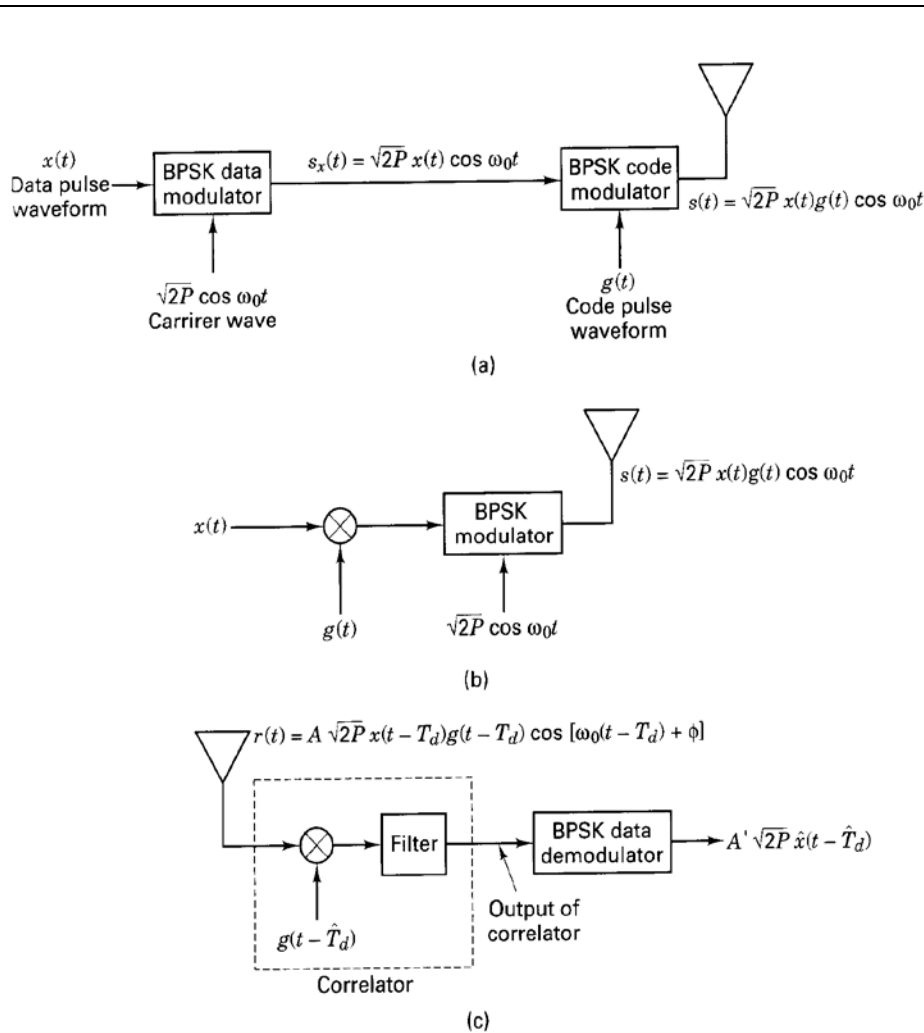 x(t)
Data pulse
waveform
BPSK data
modulator
s_x(t) = √2P x(t) cos ω₀t
BPSK code
modulator
s(t) = √2P x(t)g(t) cos ω₀t
√2P cos ω₀t
Carrirer wave
g(t)
Code pulse
waveform
(a)
s(t) = √2P x(t)g(t) cos ω₀t
x(t)
BPSK
modulator
g(t)
√2P cos ω₀t
(b)
r(t) = A √2P x(t − T_d)g(t − T_d) cos [ω₀(t − T_d) + ϕ]
Filter
BPSK data
demodulator
A' √2P x̂(t − T̂_d)
g(t − T̂_d)
Output of
correlator
Correlator
(c)